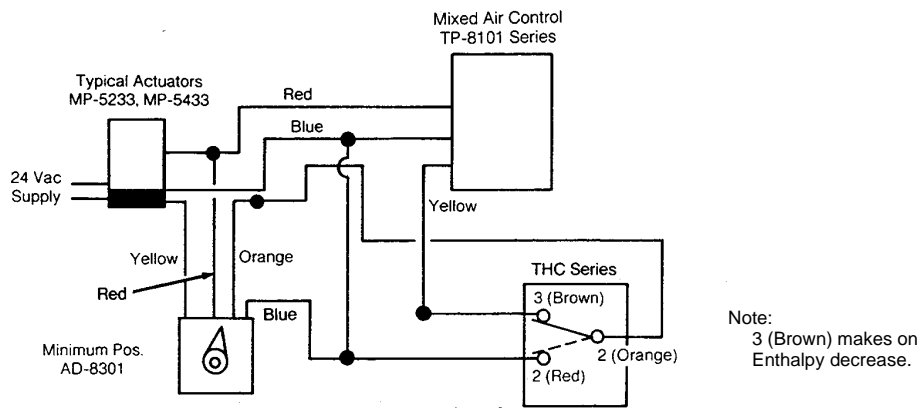 Mixed Air Control
TP-8101 Series
Typical Actuators
MP-5233, MP-5433
Red
Blue
24 Vac
Supply
Yellow
Yellow
Orange
Red
THC Series
Blue
3 (Brown)
2 (Orange)
2 (Red)
Minimum Pos.
AD-8301
Note:
3 (Brown) makes on
Enthalpy decrease.